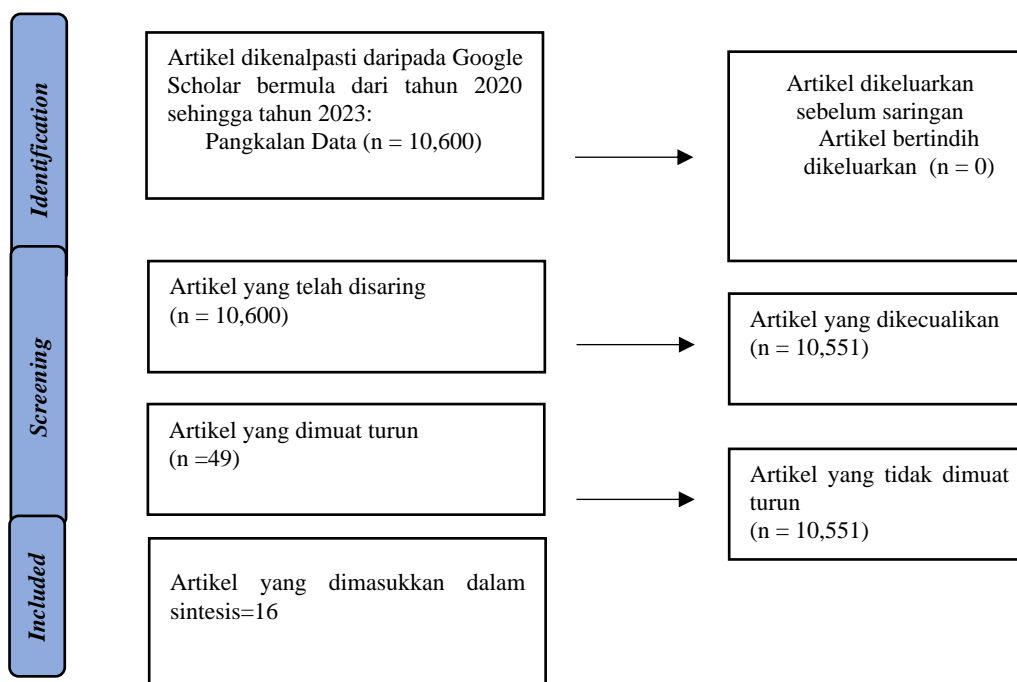 Identification
Artikel dikenalpasti daripada Google
Scholar bermula dari tahun 2020
sehingga tahun 2023:
Pangkalan Data (n = 10,600)
Artikel dikeluarkan
sebelum saringan
Artikel bertindih
dikeluarkan (n = 0)
Screening
Artikel yang telah disaring
(n = 10,600)
Artikel yang dikecualikan
(n = 10,551)
Artikel yang dimuat turun
(n =49)
Artikel yang tidak dimuat
turun
(n = 10,551)
Included
Artikel yang dimasukkan dalam
sintesis=16